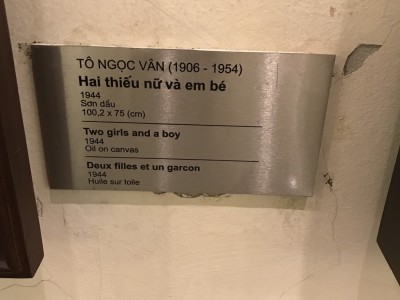 TÔ NGỌC VÂN (1906 - 1954)
Hai thiếu nữ và em bé
1944
Sơn dầu
100,2 x 75 (cm)
Two girls and a boy
1944
Oil on canvas
Deux filles et un garcon
1944
Huile sur toile